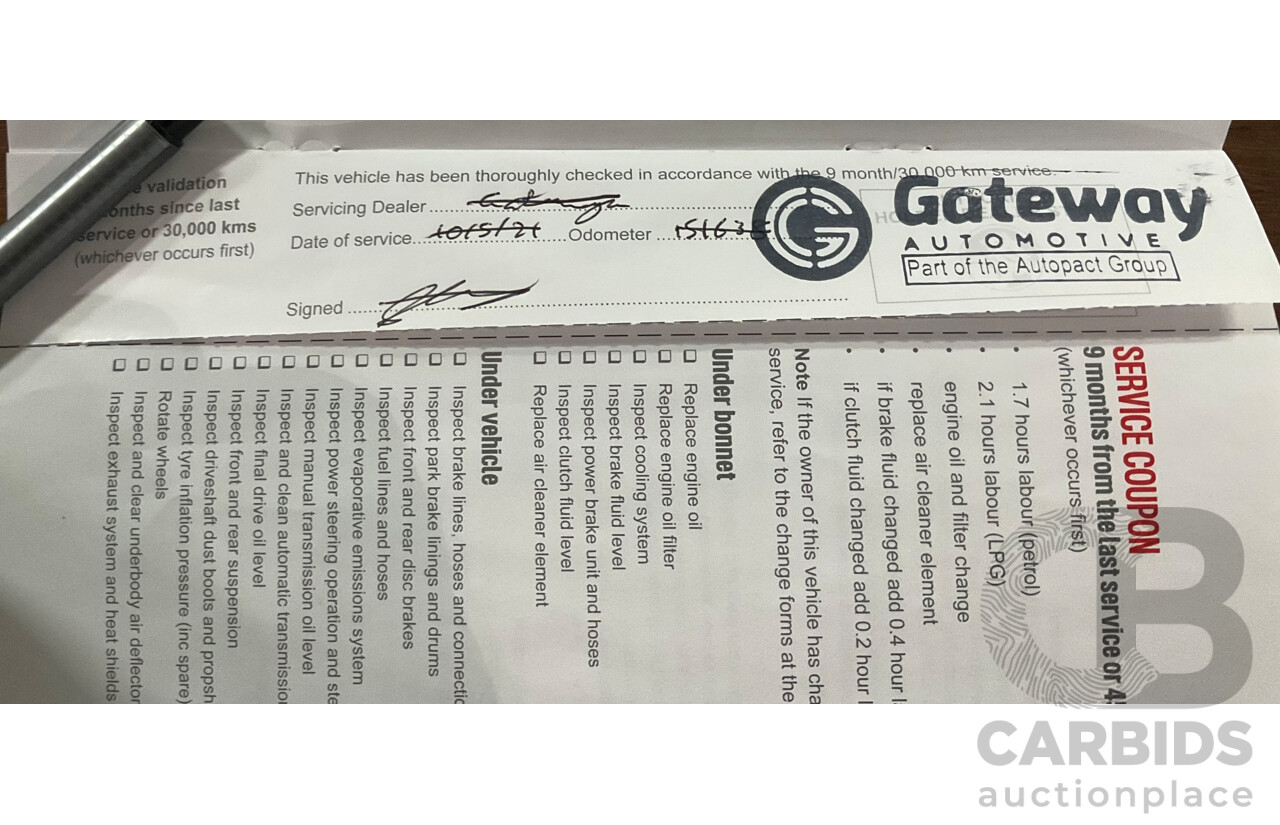 validation
onths since last
service or 30,000 kms
(whichever occurs first)
This vehicle has been thoroughly checked in accordance with the 9 month/30,000 km service.
Servicing Dealer
Date of service 10/5/21 Odometer
Signed
Gateway
AUTOMOTIVE
Part of the Autopact Group
SERVICE COUPON
9 months from the last service or 4
(whichever occurs first)
• 1.7 hours labour (petrol)
• 2.1 hours labour (LPG)
• engine oil and filter change
• replace air cleaner element
• if brake fluid changed add 0.4 hour l
• if clutch fluid changed add 0.2 hour l
Note If the owner of this vehicle has cha
service, refer to the change forms at the
Under bonnet
Replace engine oil
Replace engine oil filter
Inspect cooling system
Inspect brake fluid level
Inspect power brake unit and hoses
Inspect clutch fluid level
Replace air cleaner element
Under vehicle
Inspect brake lines, hoses and connectio
Inspect park brake linings and drums
Inspect front and rear disc brakes
Inspect fuel lines and hoses
Inspect evaporative emissions system
Inspect power steering operation and ste
Inspect manual transmission oil level
Inspect and clean automatic transmission
Inspect final drive oil level
Inspect front and rear suspension
Inspect driveshaft dust boots and propsh
Inspect tyre inflation pressure (inc spare)
Rotate wheels
Inspect and clear underbody air deflector
Inspect exhaust system and heat shields
CARBIDS
auctionplace